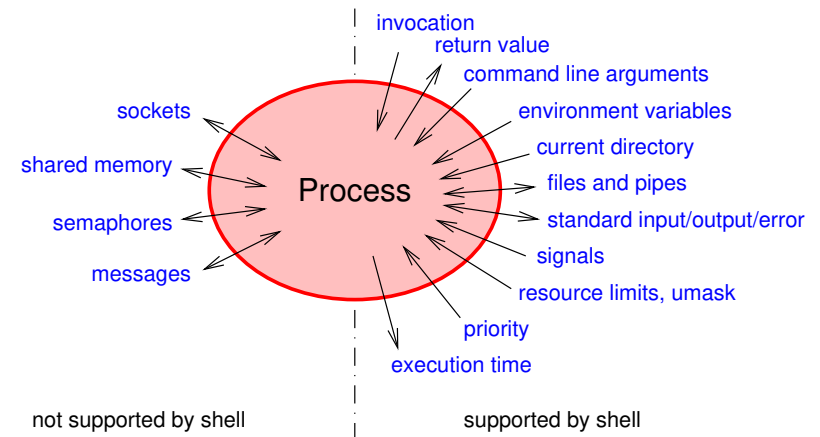 invocation
return value
command line arguments
sockets
environment variables
current directory
shared memory
Process
files and pipes
semaphores
standard input/output/error
signals
messages
resource limits, umask
priority
execution time
not supported by shell
supported by shell